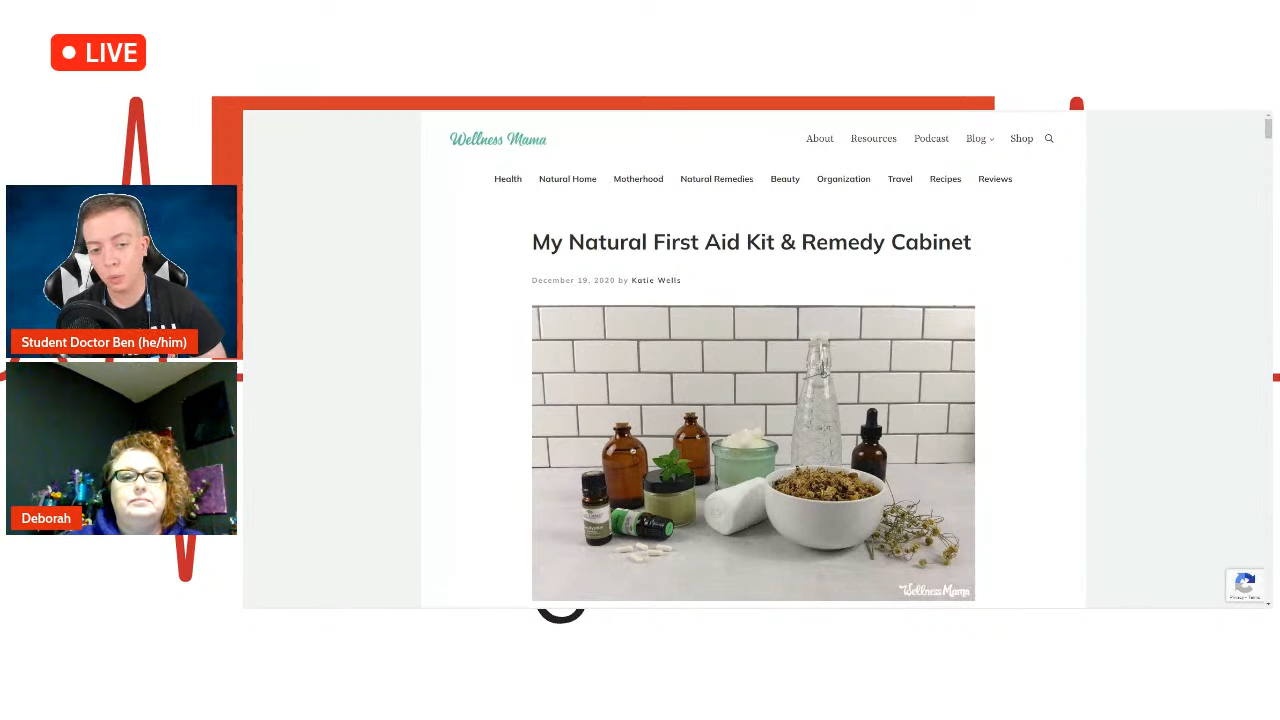 LIVE
Wellness Mama
About Resources Podcast Blog Shop
Health Natural Home Motherhood Natural Remedies Beauty Organization Travel Recipes Reviews
My Natural First Aid Kit & Remedy Cabinet
December 19, 2020 by Katie Wells
Student Doctor Ben (he/him)
Deborah
Wellness Mama
Privacy - Terms